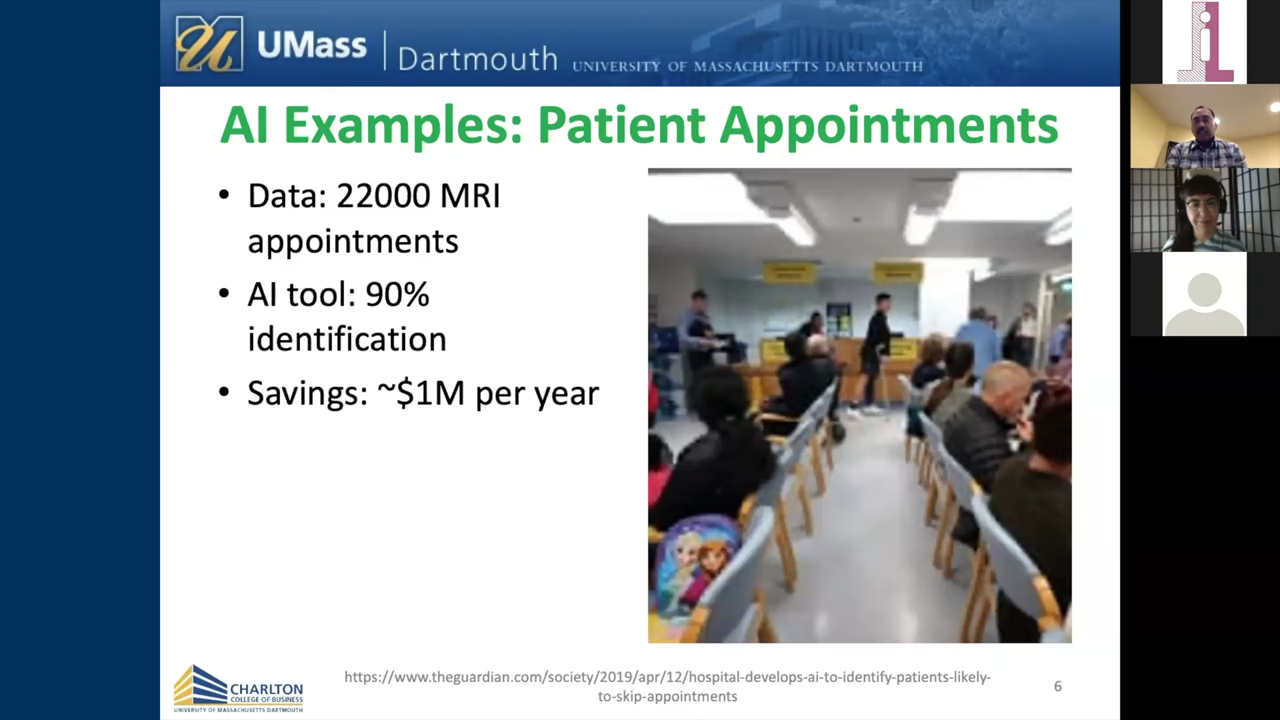 UMass
Dartmouth
UNIVERSITY OF MASSACHUSETTS DARTMOUTH
AI Examples: Patient Appointments
• Data: 22000 MRI
appointments
• AI tool: 90%
identification
• Savings: ~$1M per year
CHARLTON
COLLEGE OF BUSINESS
UNIVERSITY OF MASSACHUSETTS DARTMOUTH
https://www.theguardian.com/society/2019/apr/12/hospital-develops-ai-to-identify-patients-likely-
to-skip-appointments
6